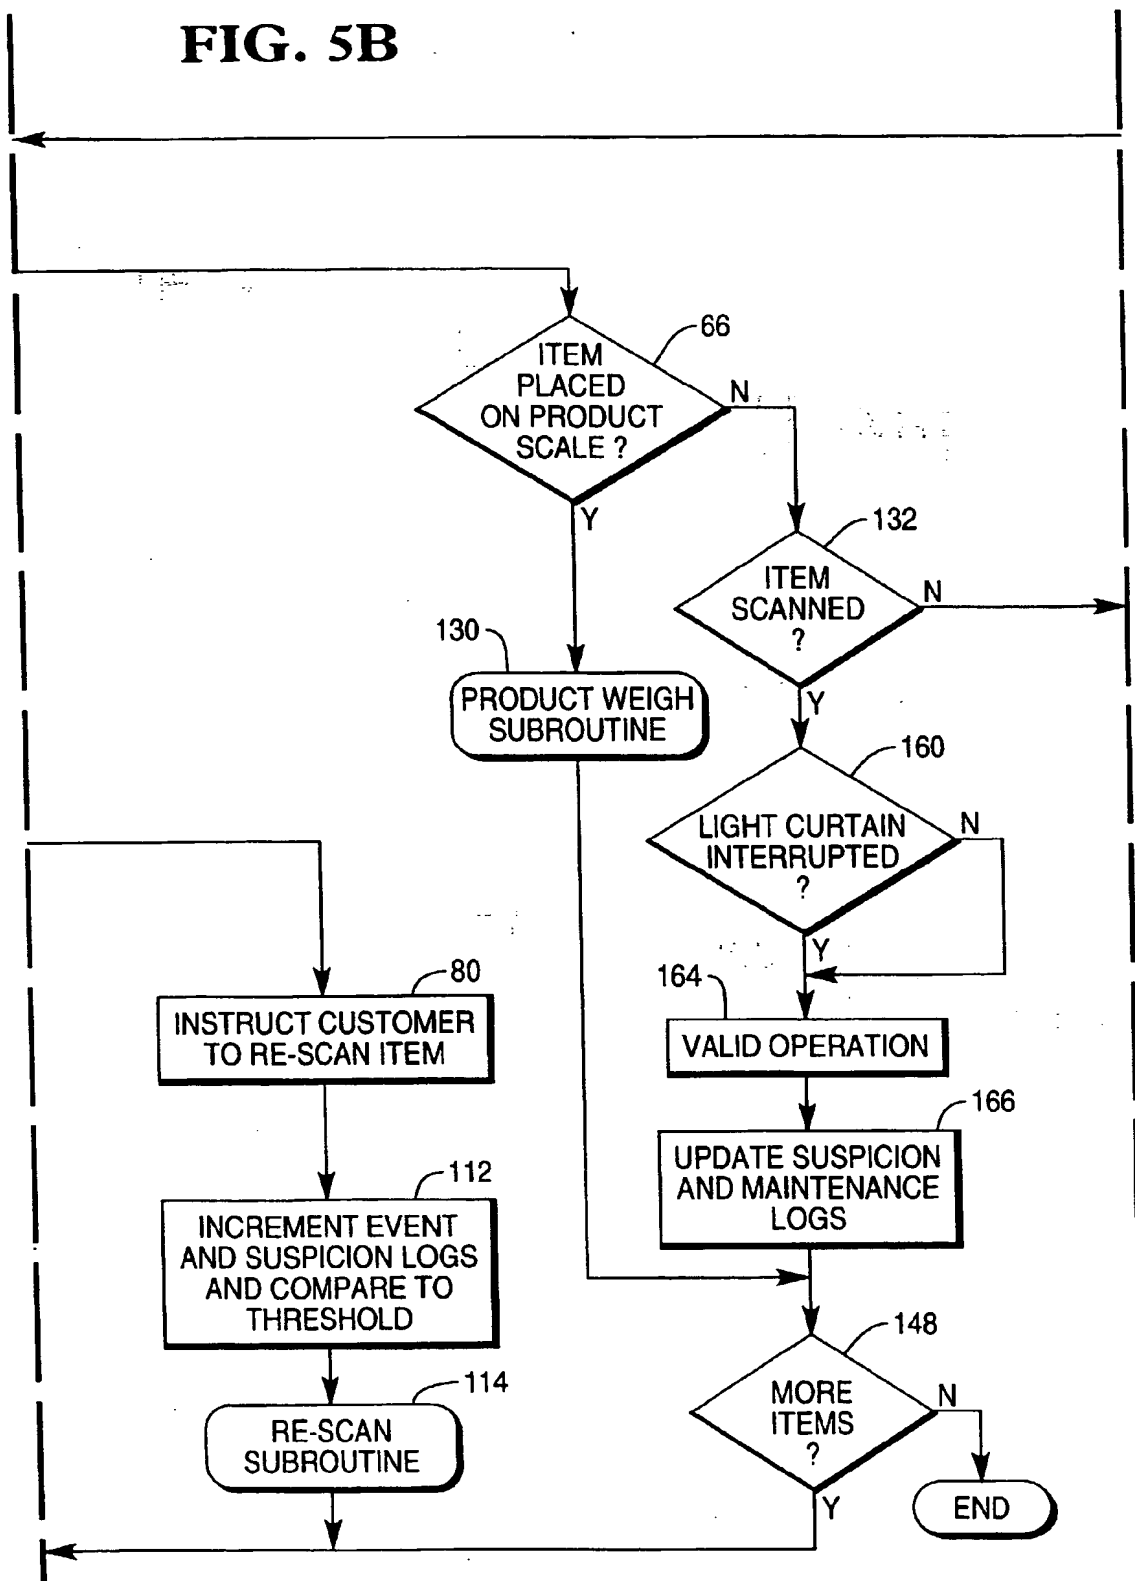 FIG. 5B
66
ITEM
PLACED
ON PRODUCT
SCALE ?
N
Y
132
ITEM
SCANNED
?
N
Y
130
PRODUCT WEIGH
SUBROUTINE
160
LIGHT CURTAIN
INTERRUPTED
?
N
Y
80
INSTRUCT CUSTOMER
TO RE-SCAN ITEM
164
VALID OPERATION
166
UPDATE SUSPICION
AND MAINTENANCE
LOGS
112
INCREMENT EVENT
AND SUSPICION LOGS
AND COMPARE TO
THRESHOLD
148
MORE
ITEMS
?
N
Y
114
RE-SCAN
SUBROUTINE
END